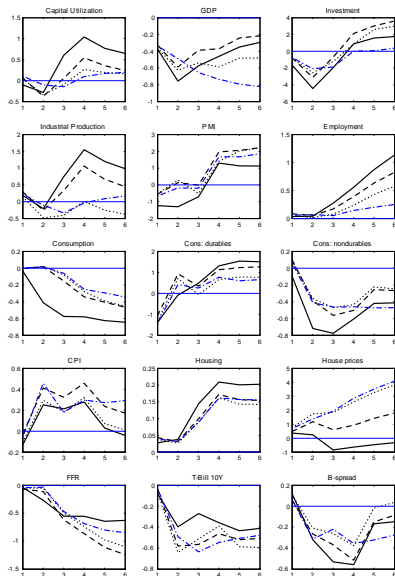 Capital Utilization GDP Investment
1.5 0 4
1 -0.2 2
0.5 -0.4 0
-0.6 -2
0 -0.8 -4
-0.5 -1 -6
1 2 3 4 5 6 1 2 3 4 5 6 1 2 3 4 5 6
Industrial Production PMI Employment
2 3 1.5
1.5 2
1 1 1
0.5 0 0.5
0 -1
-0.5 -2 0
1 2 3 4 5 6 1 2 3 4 5 6 1 2 3 4 5 6
Consumption Cons: durables Cons: nondurables
0.2 2 0.2
0 1 0
-0.2 0 -0.2
-0.4 -0.4
-0.6 -1 -0.6
-0.8 -2 -0.8
1 2 3 4 5 6 1 2 3 4 5 6 1 2 3 4 5 6
CPI Housing House prices
0.6 0.25 5
0.4 0.2 4
0.2 0.15 3
0.1 2
0 0.05 1
0
-0.2 0 -1
1 2 3 4 5 6 1 2 3 4 5 6 1 2 3 4 5 6
FFR T-Bill 10Y B-spread
0 0 0.2
-0.5 -0.2 0
-0.4 -0.2
-1 -0.6 -0.4
-0.6
-1.5 -0.8 -0.8
1 2 3 4 5 6 1 2 3 4 5 6 1 2 3 4 5 6